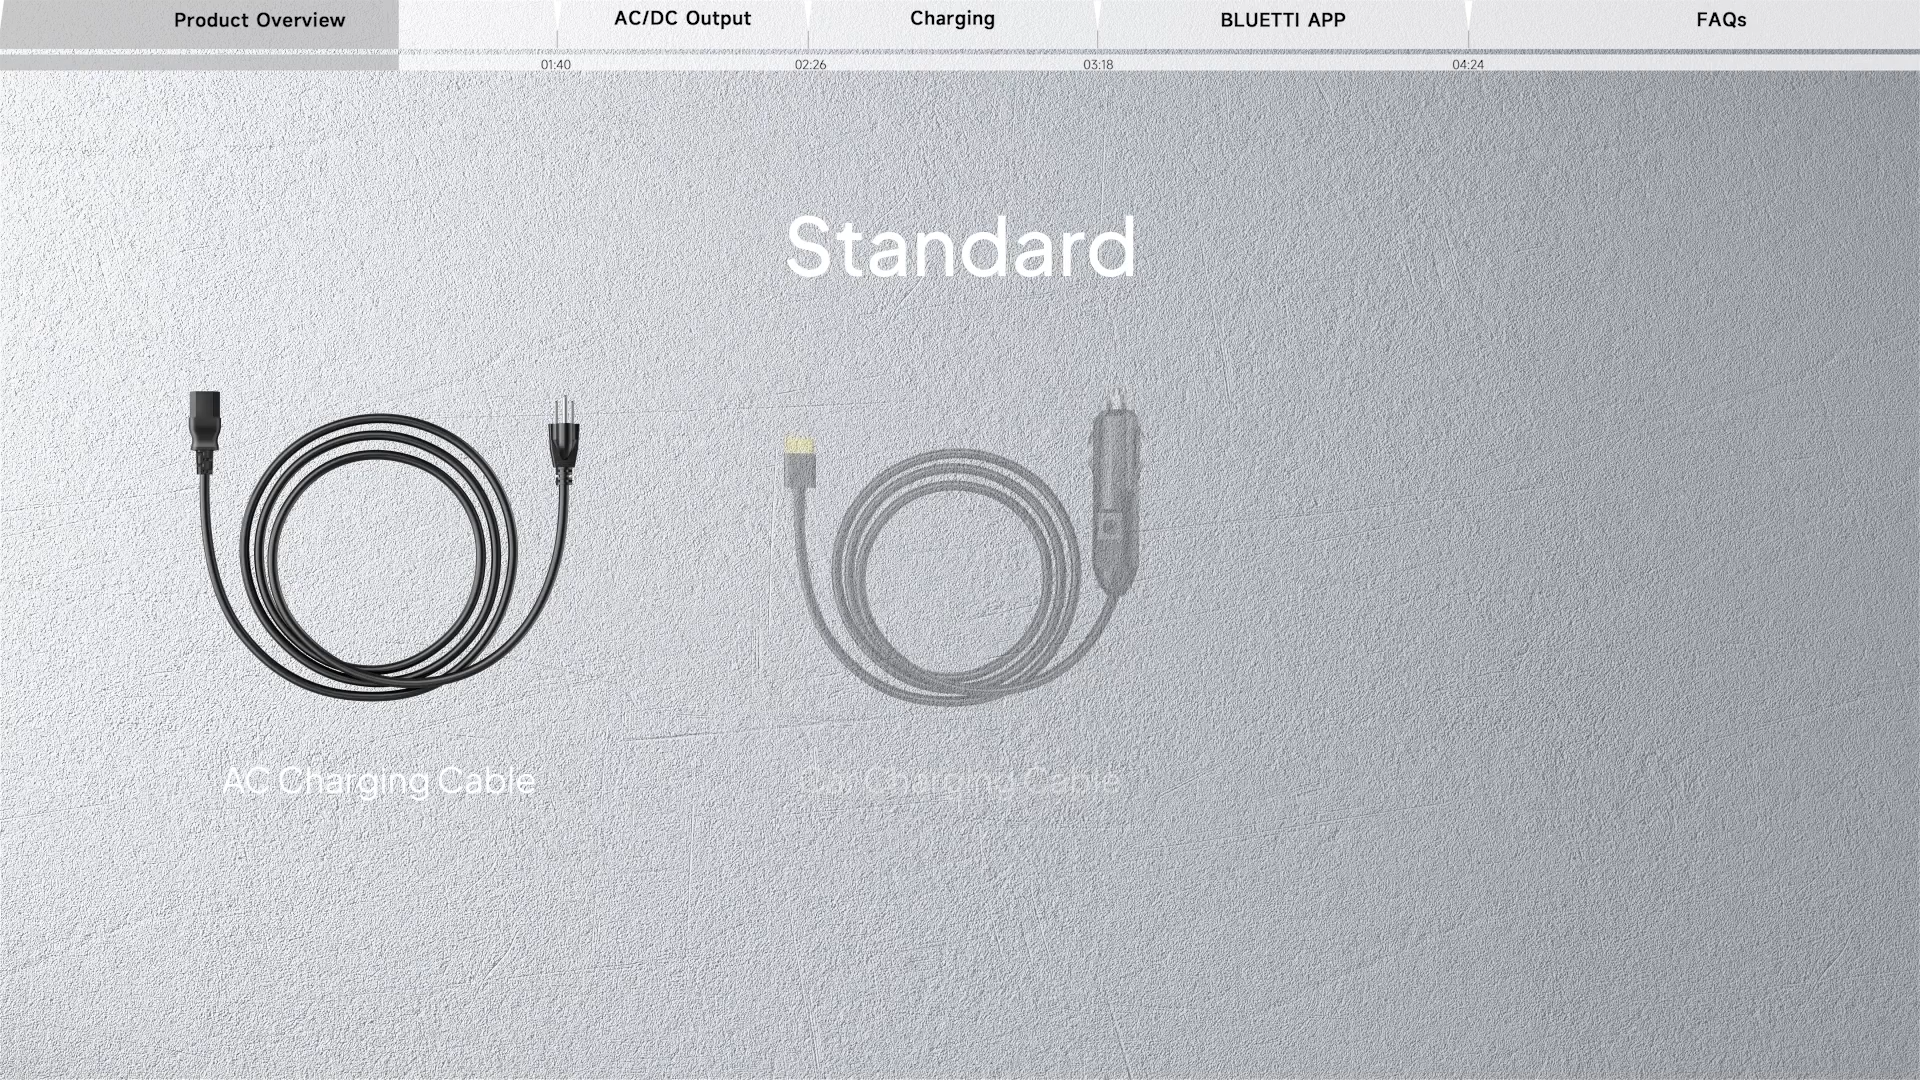 Product Overview
AC/DC Output
Charging
BLUETTI APP
FAQs
01:40
02:26
03:18
04:24
Standard
AC Charging Cable
Car Charging Cable